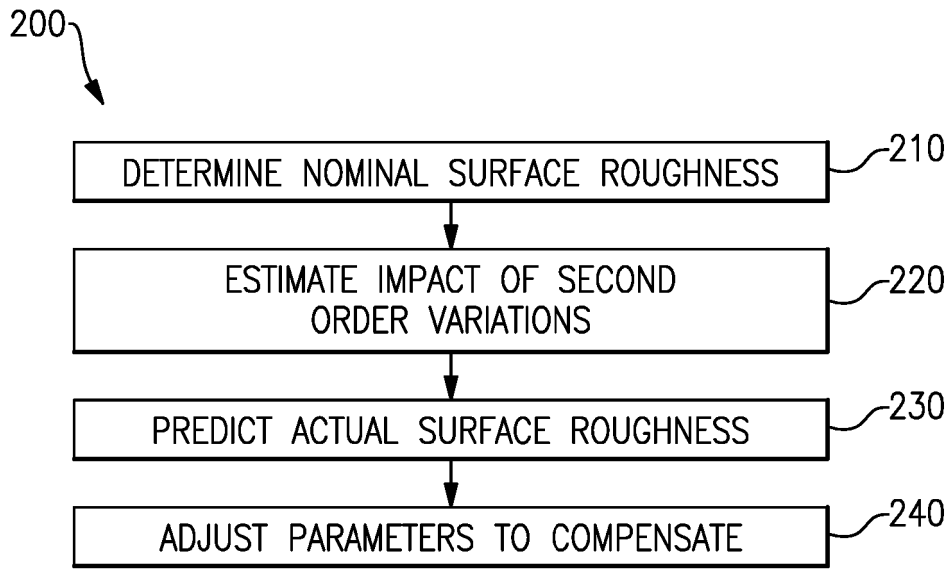 200
DETERMINE NOMINAL SURFACE ROUGHNESS
210
ESTIMATE IMPACT OF SECOND
ORDER VARIATIONS
220
PREDICT ACTUAL SURFACE ROUGHNESS
230
ADJUST PARAMETERS TO COMPENSATE
240